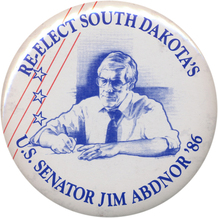 RE-ELECT SOUTH DAKOTA'S
U.S. SENATOR JIM ABDNOR '86